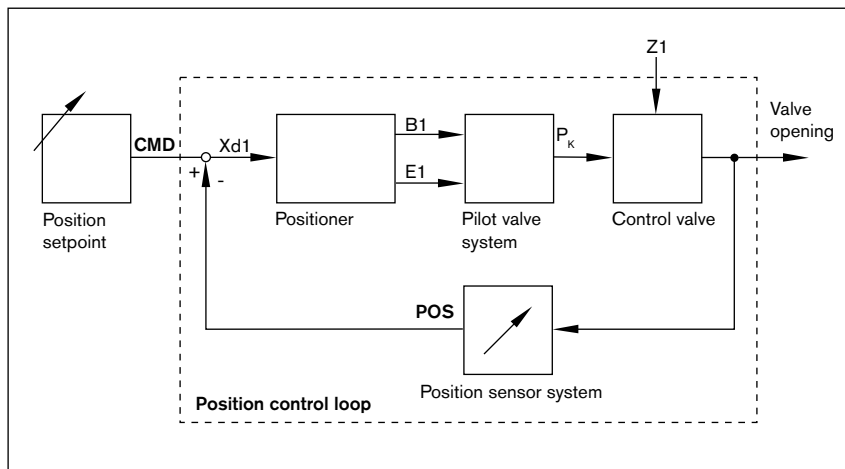 Z1
Valve
opening
CMD
Xd1
B1
E1
P_K
+
-
Position
setpoint
Positioner
Pilot valve
system
Control valve
POS
Position sensor system
Position control loop